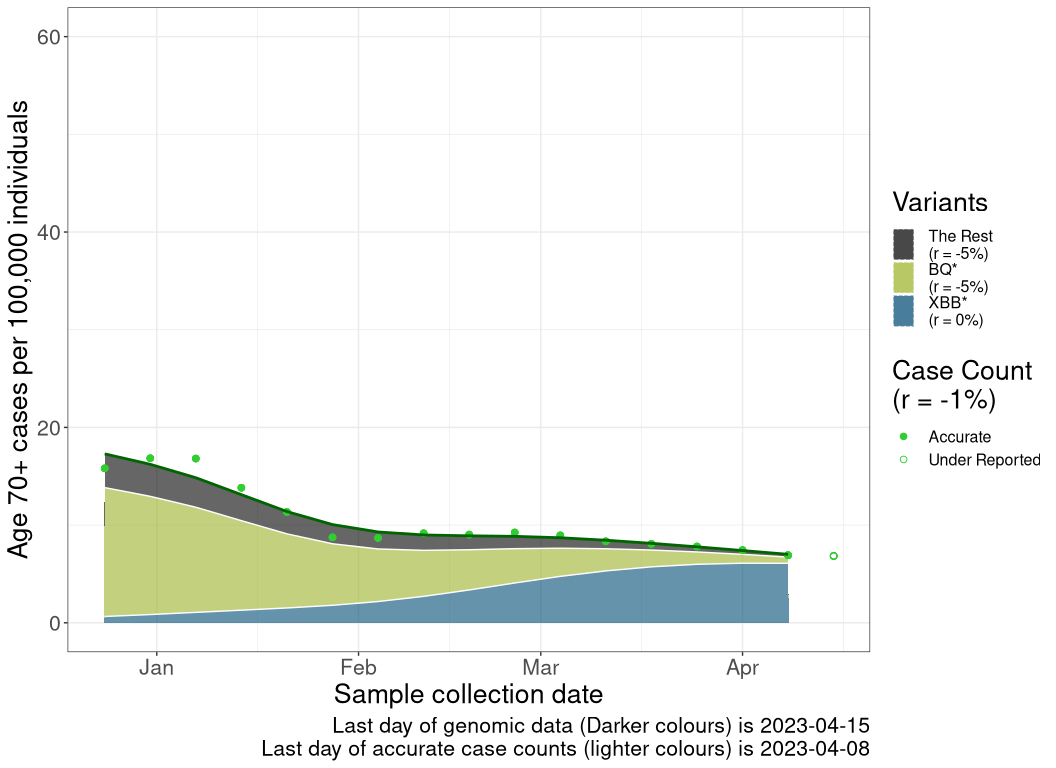 Age 70+ cases per 100,000 individuals
60
40
20
0
Jan
Feb
Mar
Apr
Sample collection date
Last day of genomic data (Darker colours) is 2023-04-15
Last day of accurate case counts (lighter colours) is 2023-04-08
Variants
The Rest
(r = -5%)
BQ*
(r = -5%)
XBB*
(r = 0%)
Case Count
(r = -1%)
Accurate
Under Reported